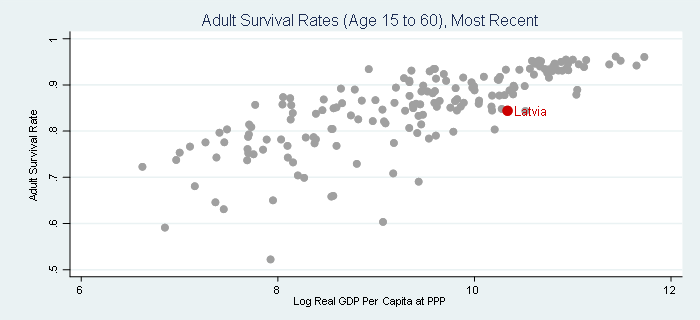 Adult Survival Rates (Age 15 to 60), Most Recent
Adult Survival Rate
1
.9
.8
.7
.6
.5
Latvia
6
8
10
12
Log Real GDP Per Capita at PPP